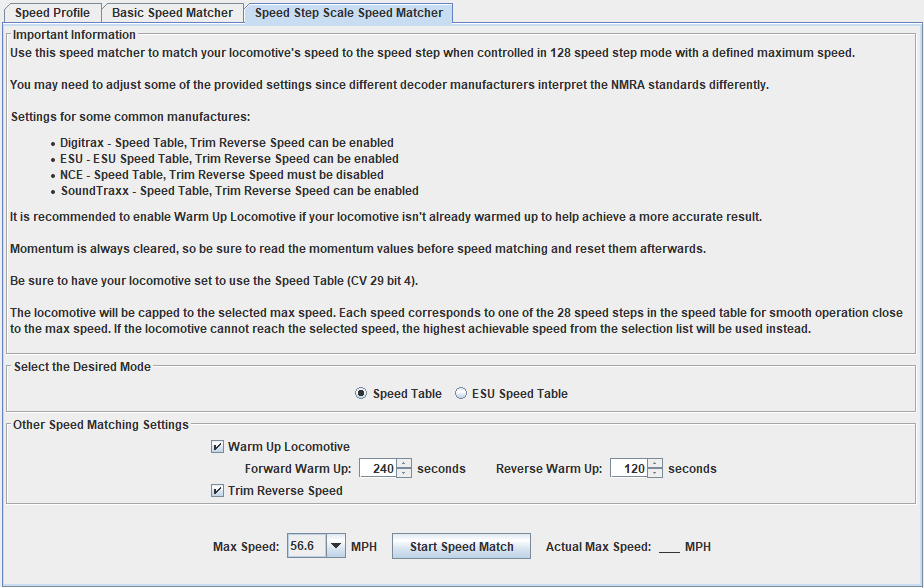 Speed Profile Basic Speed Matcher Speed Step Scale Speed Matcher
Important Information
Use this speed matcher to match your locomotive's speed to the speed step when controlled in 128 speed step mode with a defined maximum speed.
You may need to adjust some of the provided settings since different decoder manufacturers interpret the NMRA standards differently.
Settings for some common manufactures:
• Digitrax - Speed Table, Trim Reverse Speed can be enabled
• ESU - ESU Speed Table, Trim Reverse Speed can be enabled
• NCE - Speed Table, Trim Reverse Speed must be disabled
• SoundTraxx - Speed Table, Trim Reverse Speed can be enabled
It is recommended to enable Warm Up Locomotive if your locomotive isn't already warmed up to help achieve a more accurate result.
Momentum is always cleared, so be sure to read the momentum values before speed matching and reset them afterwards.
Be sure to have your locomotive set to use the Speed Table (CV 29 bit 4).
The locomotive will be capped to the selected max speed. Each speed corresponds to one of the 28 speed steps in the speed table for smooth operation close
to the max speed. If the locomotive cannot reach the selected speed, the highest achievable speed from the selection list will be used instead.
Select the Desired Mode
Speed Table ESU Speed Table
Other Speed Matching Settings
Warm Up Locomotive
Forward Warm Up: 240 seconds Reverse Warm Up: 120 seconds
Trim Reverse Speed
Max Speed: 56.6 MPH Start Speed Match Actual Max Speed: ___ MPH